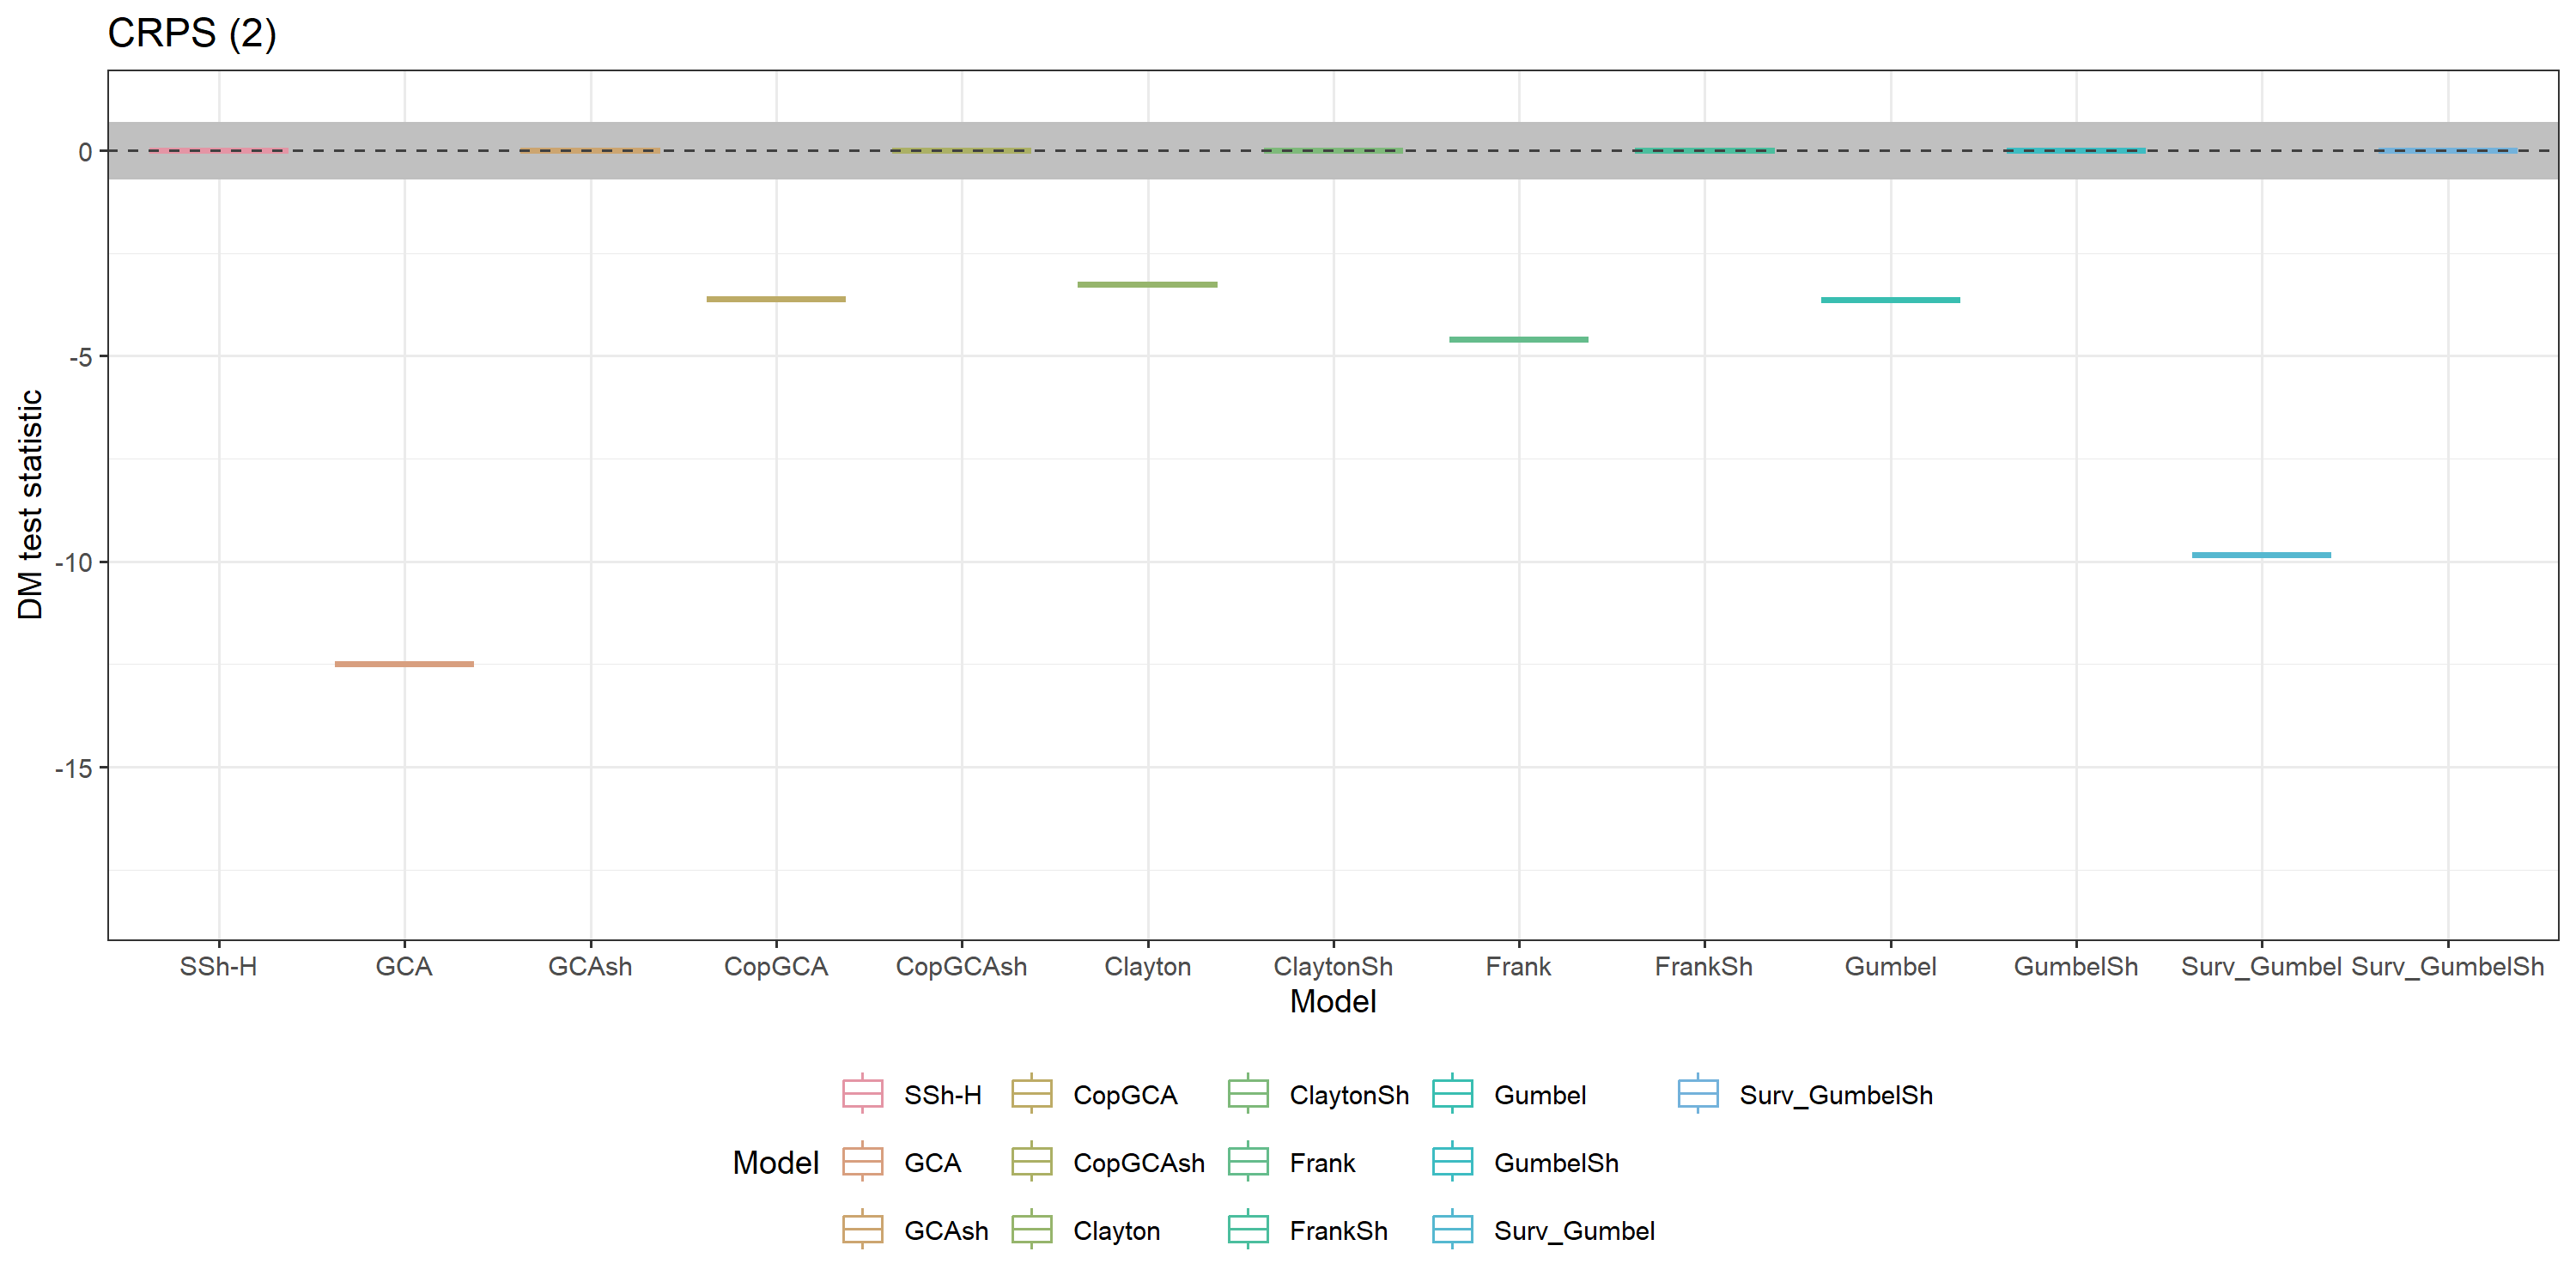 CRPS (2)
0
-5
-10
-15
DM test statistic
SSh-H GCA GCAsh CopGCA CopGCAsh Clayton ClaytonSh Frank FrankSh Gumbel GumbelSh Surv_Gumbel Surv_GumbelSh
Model
SSh-H CopGCA ClaytonSh Gumbel Surv_GumbelSh
Model GCA CopGCAsh Frank GumbelSh
GCAsh Clayton FrankSh Surv_Gumbel